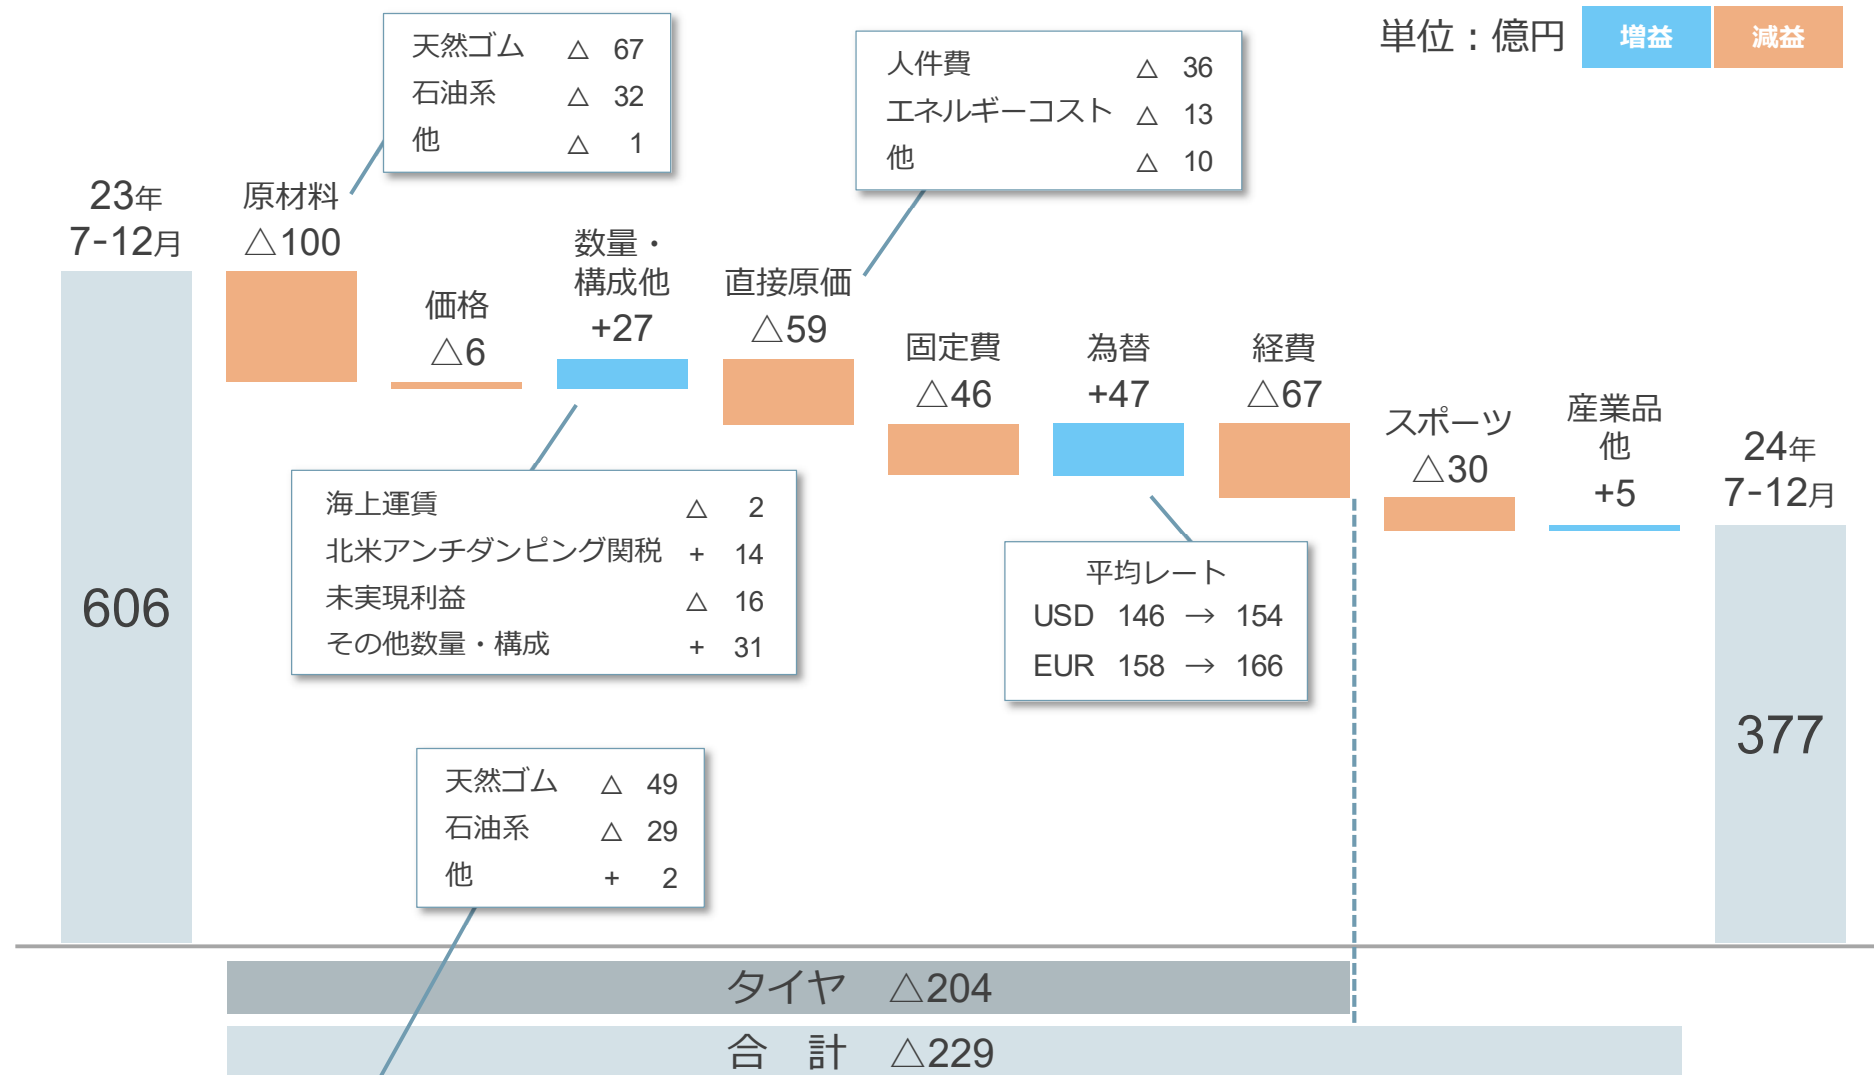 単位：億円 増益 減益
天然ゴム △ 67
石油系 △ 32
他 △ 1
人件費 △ 36
エネルギーコスト △ 13
他 △ 10
23年
7-12月
606
原材料
△100
価格
△6
数量・
構成他
+27
直接原価
△59
固定費
△46
為替
+47
経費
△67
スポーツ
△30
産業品
他
+5
24年
7-12月
377
海上運賃 △ 2
北米アンチダンピング関税 + 14
未実現利益 △ 16
その他数量・構成 + 31
平均レート
USD 146 → 154
EUR 158 → 166
天然ゴム △ 49
石油系 △ 29
他 + 2
タイヤ △204
合 計 △229